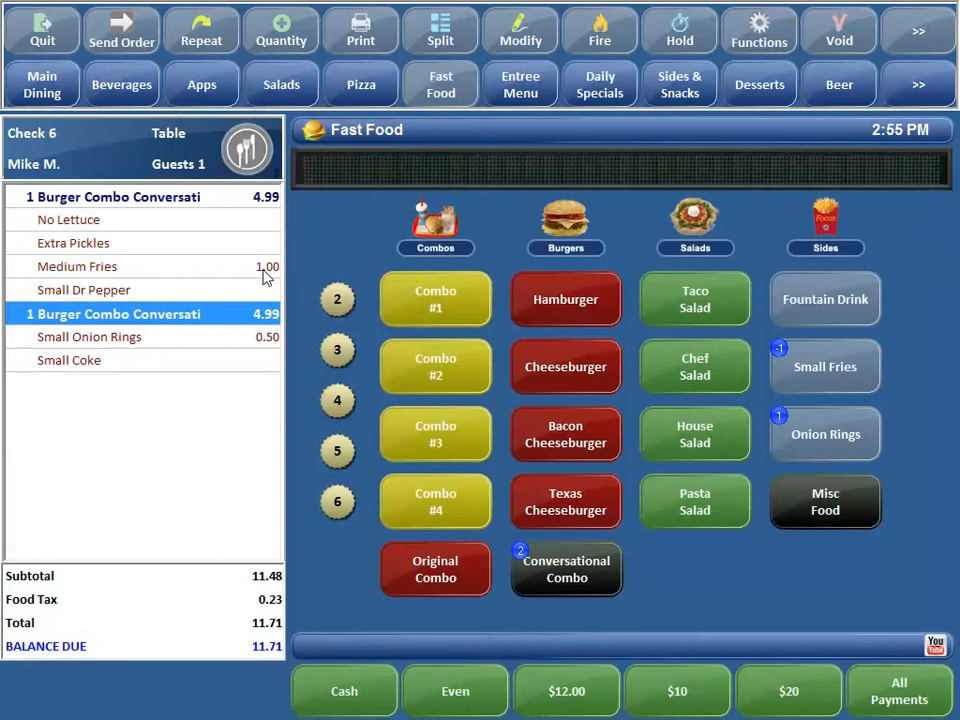 Quit
Send Order
Repeat
Quantity
Print
Split
Modify
Fire
Hold
Functions
Void
>>
Main
Dining
Beverages
Apps
Salads
Pizza
Fast
Food
Entree
Menu
Daily
Specials
Sides &
Snacks
Desserts
Beer
>>
Check 6 Table
Mike M. Guests 1
1 Burger Combo Conversati 4.99
No Lettuce
Extra Pickles
Medium Fries 1.00
Small Dr Pepper
1 Burger Combo Conversati 4.99
Small Onion Rings 0.50
Small Coke
Subtotal 11.48
Food Tax 0.23
Total 11.71
BALANCE DUE 11.71
Fast Food 2:55 PM
Combos
Burgers
Salads
Sides
2
3
4
5
6
Combo
#1
Hamburger
Taco
Salad
Fountain Drink
Combo
#2
Cheeseburger
Chef
Salad
-1
Small Fries
Combo
#3
Bacon
Cheeseburger
House
Salad
1
Onion Rings
Combo
#4
Texas
Cheeseburger
Pasta
Salad
Misc
Food
Original
Combo
2
Conversational
Combo
You
Tube
Cash
Even
$12.00
$10
$20
All
Payments